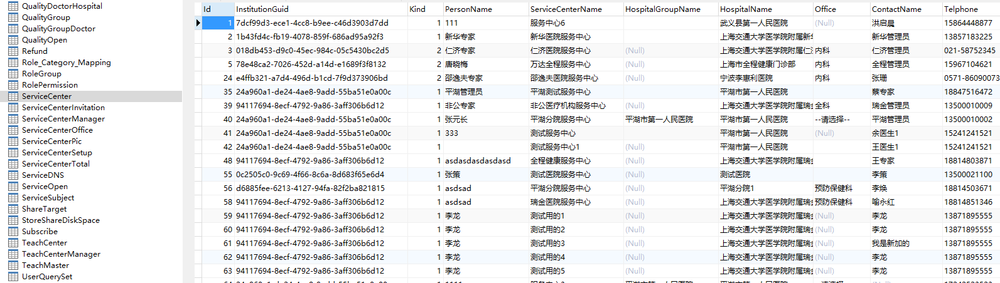 QualityDoctorHospital
QualityGroup
QualityGroupDoctor
QualityOpen
Refund
Role_Category_Mapping
RoleGroup
RolePermission
ServiceCenter
ServiceCenterInvitation
ServiceCenterManager
ServiceCenterOffice
ServiceCenterPic
ServiceCenterSetup
ServiceCenterTotal
ServiceDNS
ServiceOpen
ServiceSubject
ShareTarget
StoreShareDiskSpace
Subscribe
TeachCenter
TeachCenterManager
TeachMaster
UserQuerySet
Id InstitutionGuid Kind PersonName ServiceCenterName HospitalGroupName HospitalName Office ContactName Telphone
1 7dcf99d3-ece1-4cc8-b9ee-c46d3903d7dd 1 111 服务中心6 武义县第一人民医院 (Null) 洪启晨 15864448877
2 1b43fd4c-fb19-4078-859f-686ad95a92f3 1 新华专家 新华医院服务中心 上海交通大学医学院附属新 新华管理员 13857183225
3 018db453-d9c0-45ec-984c-05c5430bc2d5 2 仁济专家 仁济医院服务中心 (Null) 上海交通大学医学院附属仁 内科 仁济管理员 021-58752345
5 78e48ca2-7026-452d-a14d-e1689f3f8132 2 唐晓梅 万达全程服务中心 (Null) 上海市全程健康门诊部 内科 全程管理员 15967104621
24 e4ffb321-a7d4-496d-b1cd-7f9d373906bd 2 邵逸夫专家 邵逸夫医院服务中心 (Null) 宁波李惠利医院 内科 张珊 0571-86090073
35 24a960a1-de24-4ae8-9add-55ba51e0a00c 1 平湖管理员 平湖测试服务中心 平湖市第一人民医院 蔡专家 18847516472
39 94117694-8ecf-4792-9a86-3aff306b6d12 1 非公专家 非公医疗机构服务中心 (Null) 上海交通大学医学院附属瑞金 全科 瑞金管理员 13500010009
40 24a960a1-de24-4ae8-9add-55ba51e0a00c 1 张元长 平湖分院服务中心 平湖市第一人民医院 平湖市第一人民医院 --请选择-- 平湖管理员 13500010002
41 24a960a1-de24-4ae8-9add-55ba51e0a00c 1 333 测试服务中心 平湖市第一人民医院 (Null) 余医生1 15241241521
42 24a960a1-de24-4ae8-9add-55ba51e0a00c 1 测试服务中心1 (Null) 平湖市第一人民医院 王医生1 15241241521
48 94117694-8ecf-4792-9a86-3aff306b6d12 1 asdasdasdasdasd 全程健康服务中心 (Null) 上海交通大学医学院附属瑞金 王专家 18814803871
55 0c2505c0-9c69-4f66-8c6a-8d683f65e6d4 1 张策 测试医院服务中心 (Null) 测试医院 李策 13500021100
56 d6885fee-6213-4127-94fa-82f2ba821815 1 asdsad 平湖分院服务中心 (Null) 平湖分院1 预防保健科 李焕 18814503671
58 94117694-8ecf-4792-9a86-3aff306b6d12 1 asdsad 瑞金医院服务中心 (Null) 上海交通大学医学院附属瑞金 预防保健科 喻永红 18814851346
59 94117694-8ecf-4792-9a86-3aff306b6d12 1 李龙 测试用的1 (Null) 上海交通大学医学院附属瑞金 (Null) 李龙 13871895555
60 94117694-8ecf-4792-9a86-3aff306b6d12 1 李龙 测试用的2 (Null) 上海交通大学医学院附属瑞金 (Null) 李龙 13871895555
61 94117694-8ecf-4792-9a86-3aff306b6d12 1 李龙 测试用的3 (Null) 上海交通大学医学院附属瑞金 (Null) 我是新加的 13871895555
62 94117694-8ecf-4792-9a86-3aff306b6d12 1 李龙 测试用的4 (Null) 上海交通大学医学院附属瑞金 (Null) 李龙 13871895555
63 94117694-8ecf-4792-9a86-3aff306b6d12 1 李龙 测试用的5 (Null) 上海交通大学医学院附属瑞金 (Null) 李龙 13871895555